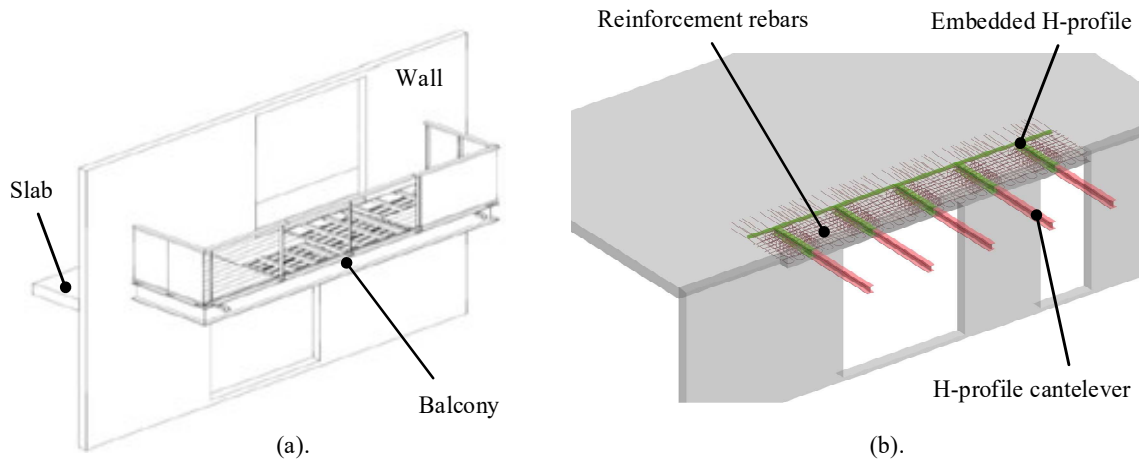 Wall
Slab
Balcony
(a).
Reinforcement rebars
Embedded H-profile
H-profile cantelever
(b).